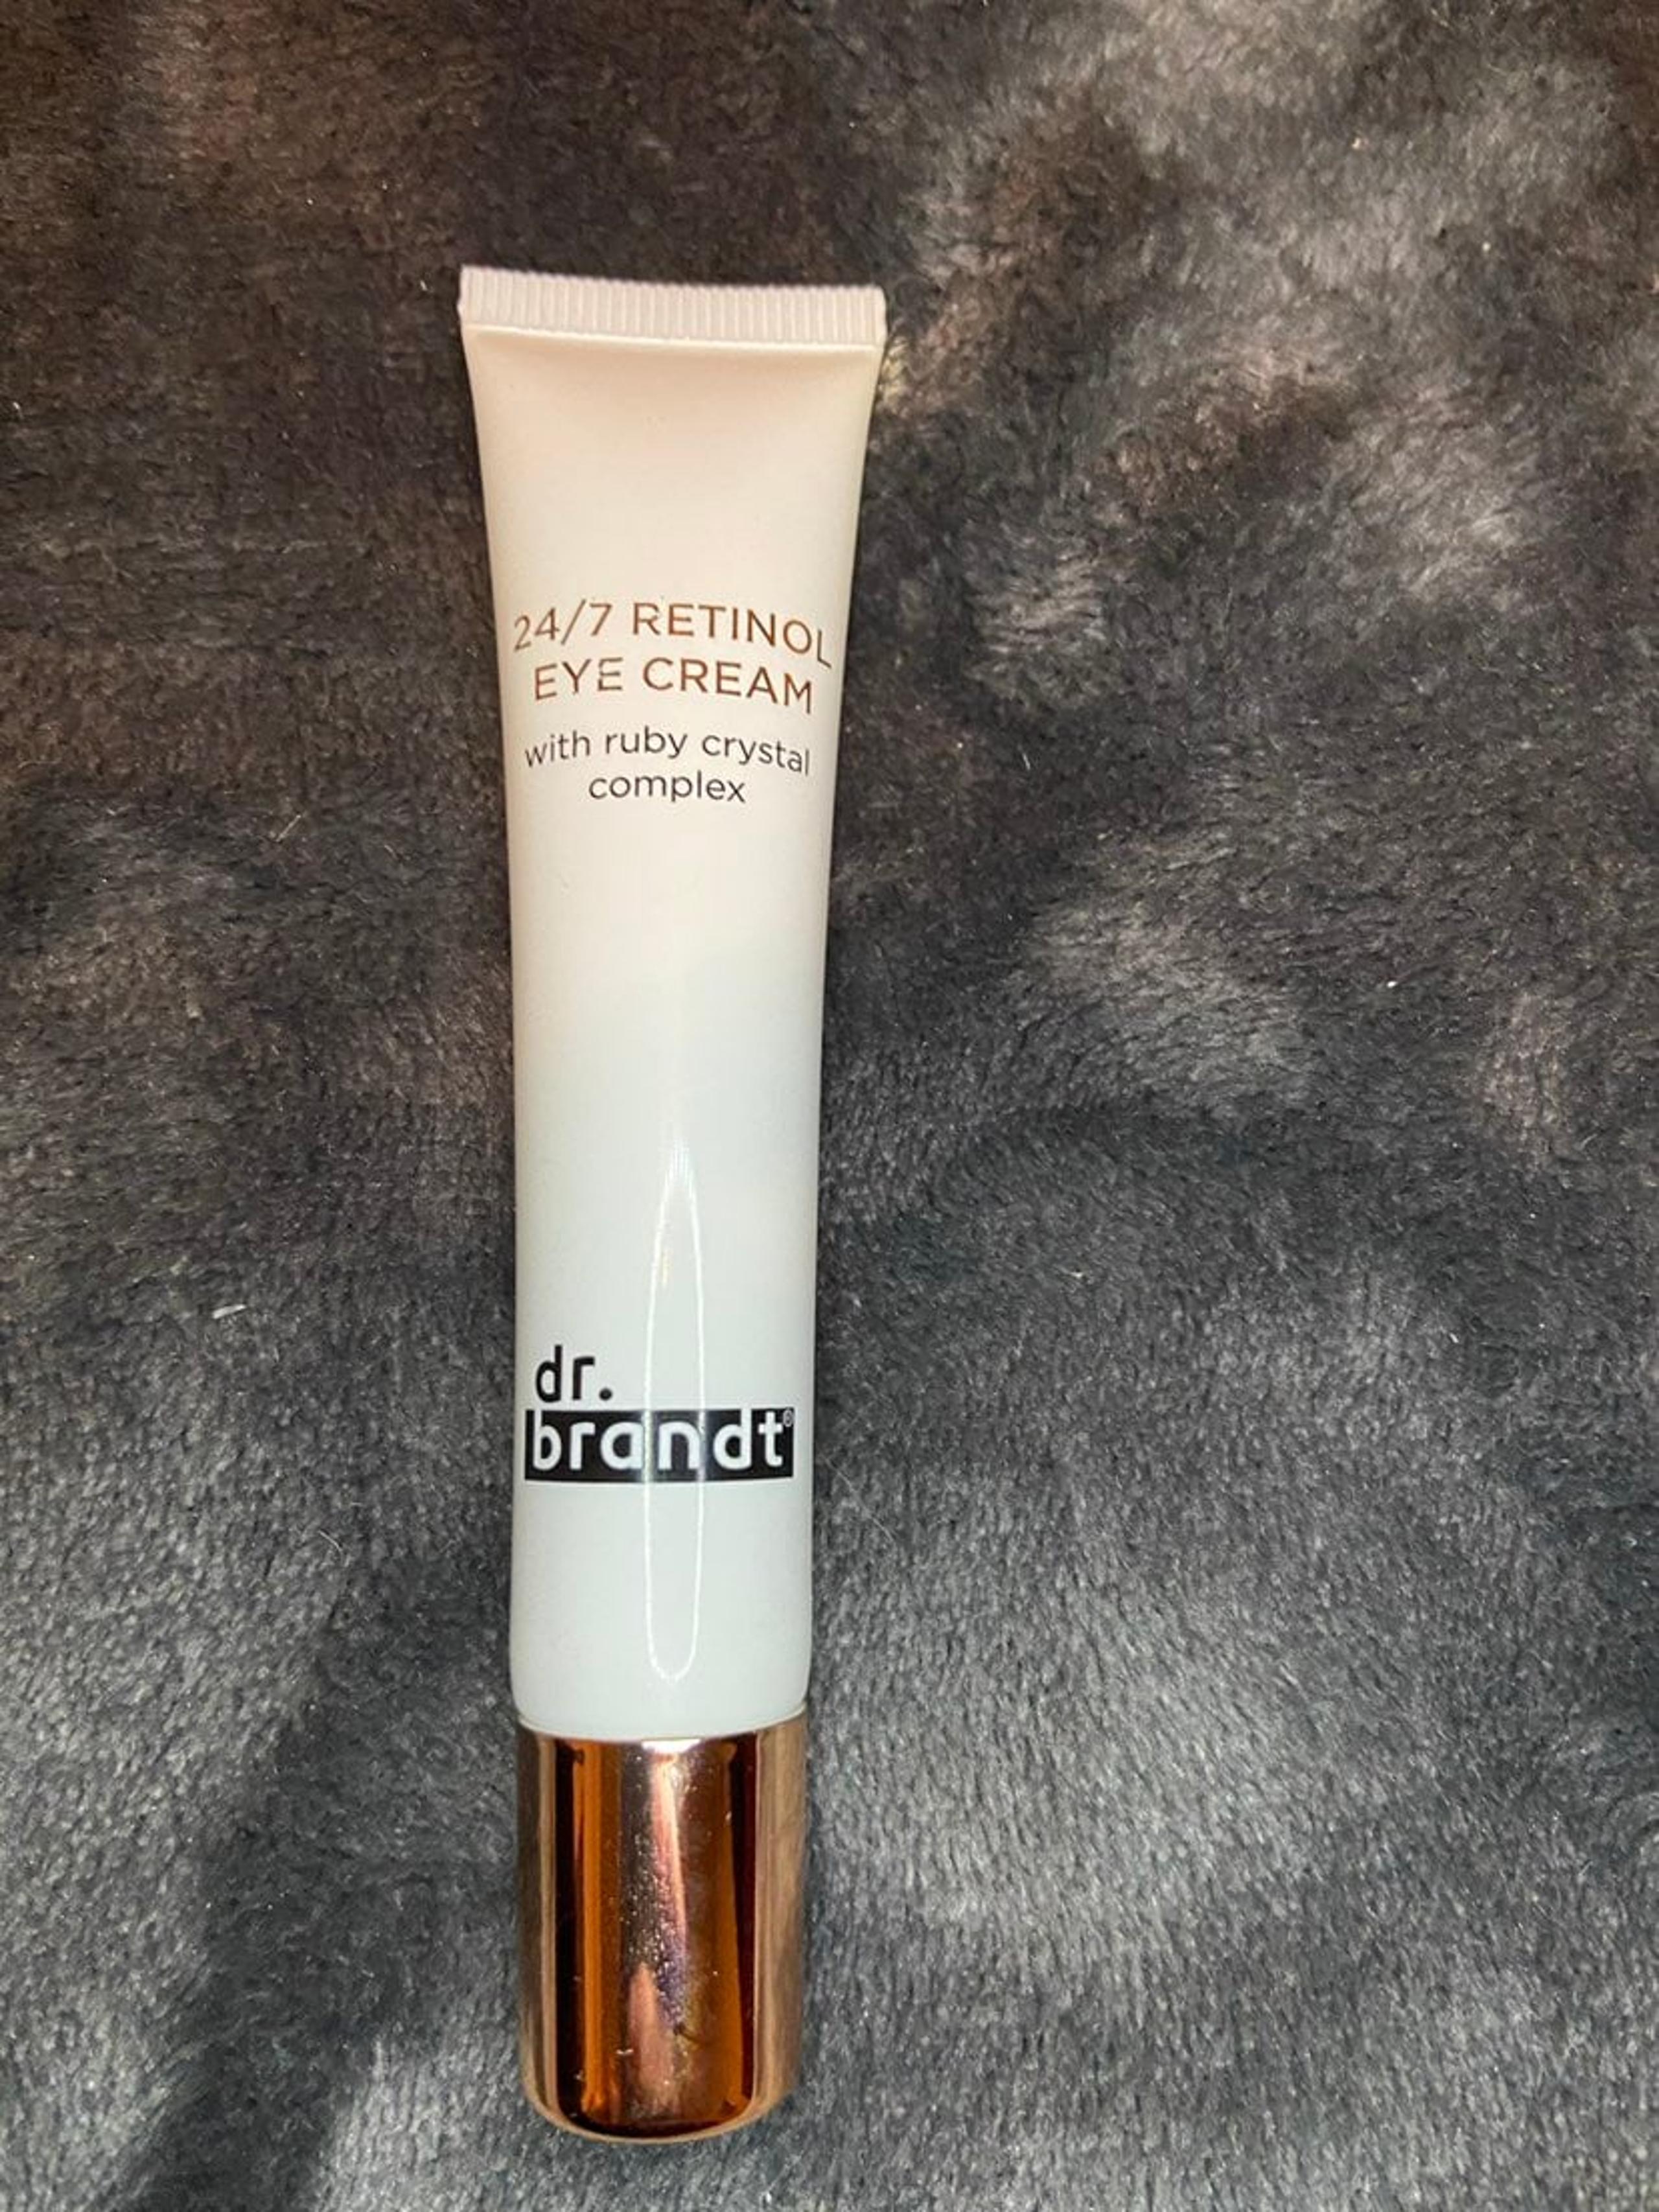 24/7 RETINOL
EYE CREAM
with ruby crystal
complex
dr.
brandt®